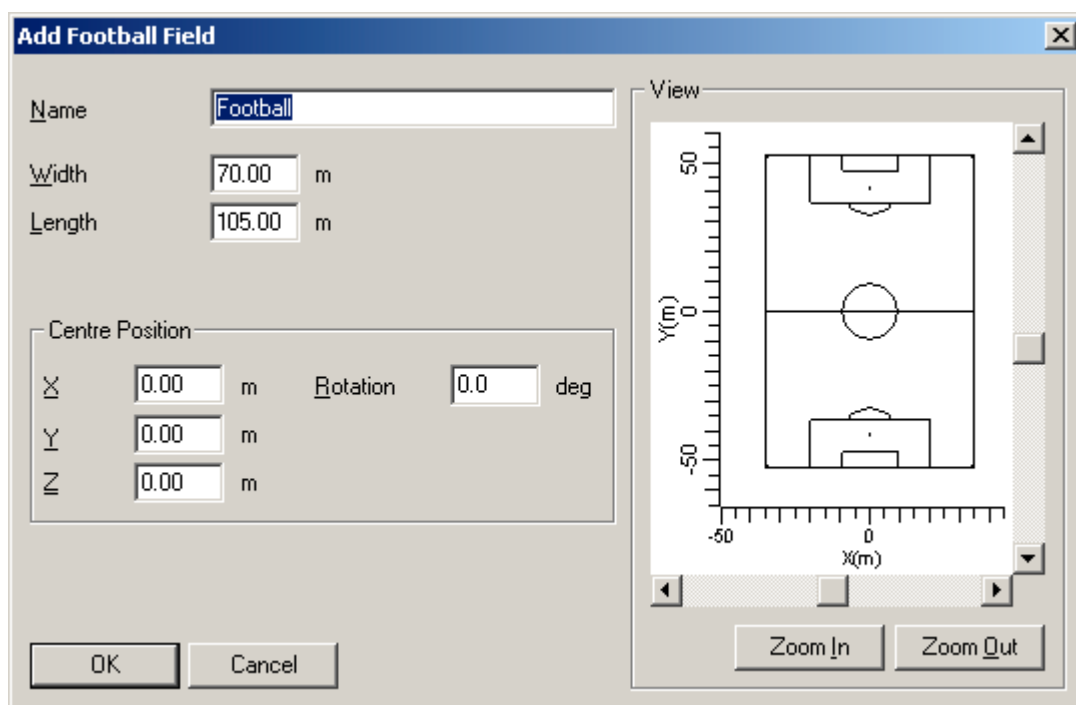 Add Football Field
Name Football
Width 70.00 m
Length 105.00 m
Centre Position
X 0.00 m Rotation 0.0 deg
Y 0.00 m
Z 0.00 m
OK Cancel
View
50
0
-50
Y(m)
-50 0
X(m)
Zoom In Zoom Out